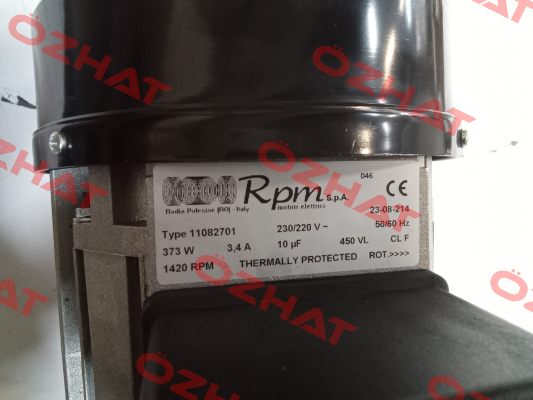 046
Rpm s.p.A.
Badia Polesine (RO) - Italy
motori elettrici
23-08-214
Type 11082701
230/220 V ~
50/60 Hz
373 W 3,4 A 10 µF 450 VL CL F
1420 RPM THERMALLY PROTECTED ROT.>>>>
CE
OZHAT
OZHAT
OZHAT
OZHAT
OZHAT
OZHAT